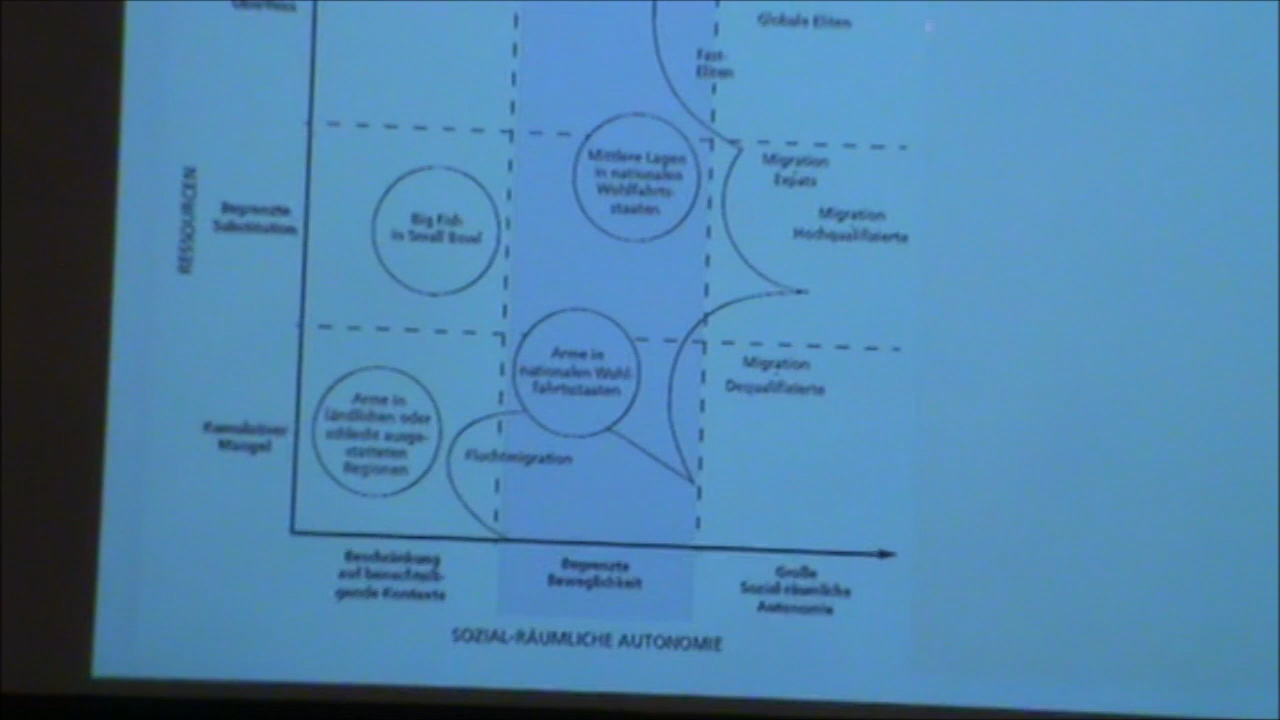 Überfluss
Globale Eliten
Fast-
Eliten
Mittlere Lagen
in nationalen
Wohlfahrts-
staaten
Migration
Expats
Migration
Hochqualifizierte
RESSOURCEN
Begrenzte
Substitution
Big Fish
in Small Bowl
Arme in
nationalen Wohl-
fahrtsstaaten
Migration
Dequalifizierte
Kumulativer
Mangel
Arme in
ländlichen oder
schlecht ausge-
statteten
Regionen
Fluchtmigration
Beschränkung
auf benachteili-
gende Kontexte
Begrenzte
Beweglichkeit
Große
Sozial-räumliche
Autonomie
SOZIAL-RÄUMLICHE AUTONOMIE